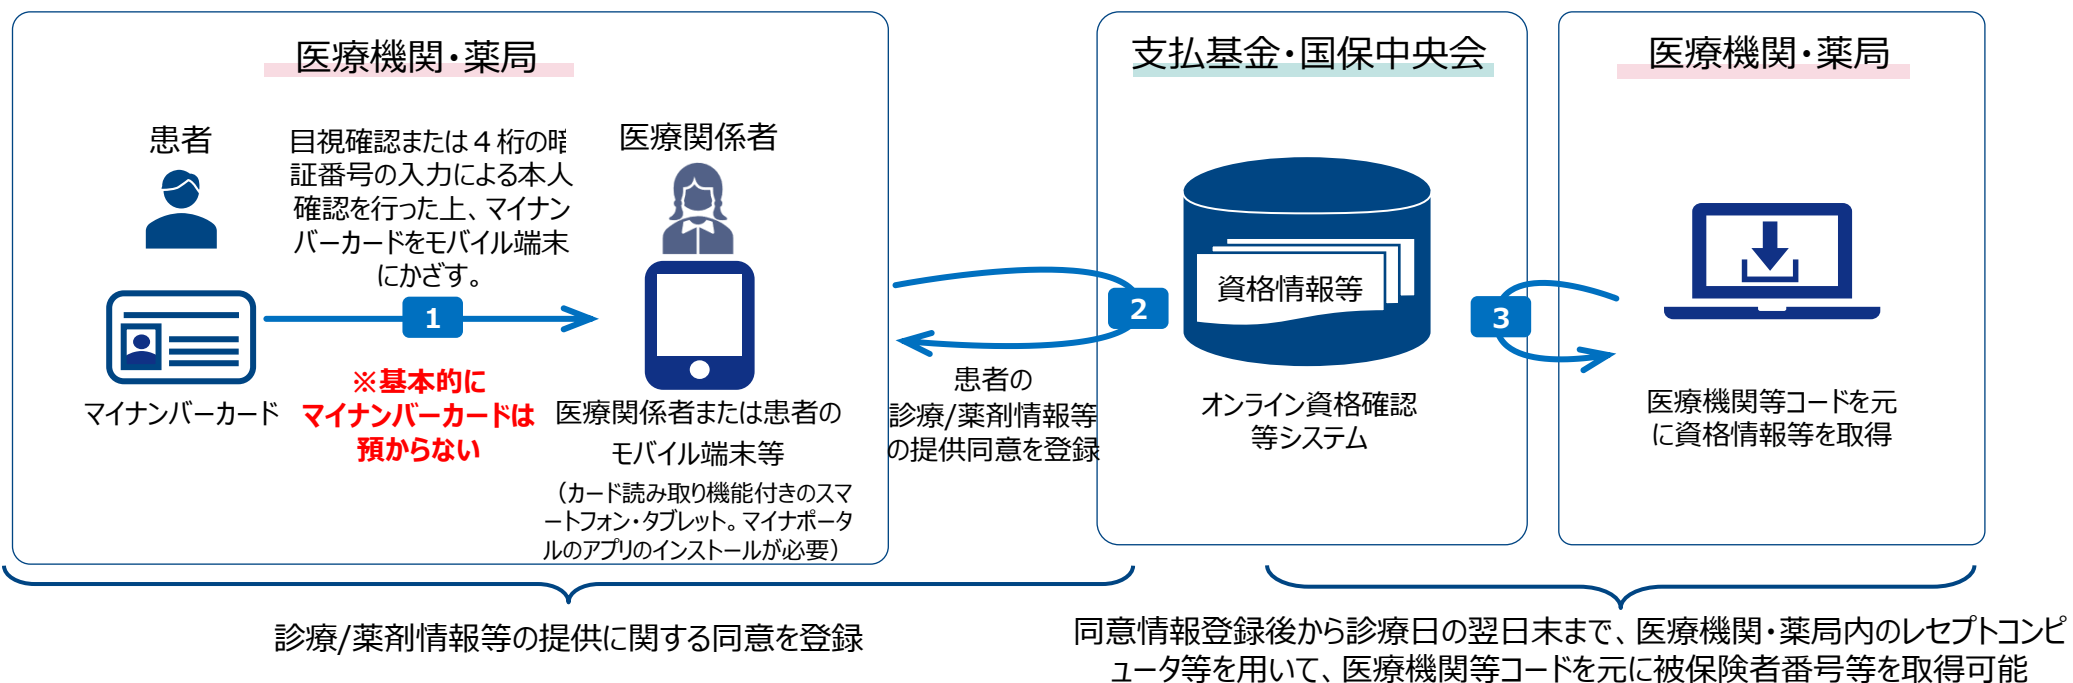 医療機関・薬局
患者
目視確認または４桁の暗
証番号の入力による本人
確認を行った上、マイナン
バーカードをモバイル端末
にかざす。
医療関係者
1
マイナンバーカード
※基本的に
マイナンバーカードは
預からない
医療関係者または患者の
モバイル端末等
（カード読み取り機能付きのスマ
ートフォン・タブレット。マイナポータ
ルのアプリのインストールが必要）
2
患者の
診療/薬剤情報等
の提供同意を登録
支払基金・国保中央会
資格情報等
オンライン資格確認
等システム
3
医療機関・薬局
医療機関等コードを元
に資格情報等を取得
診療/薬剤情報等の提供に関する同意を登録
同意情報登録後から診療日の翌日末まで、医療機関・薬局内のレセプトコンピ
ュータ等を用いて、医療機関等コードを元に被保険者番号等を取得可能